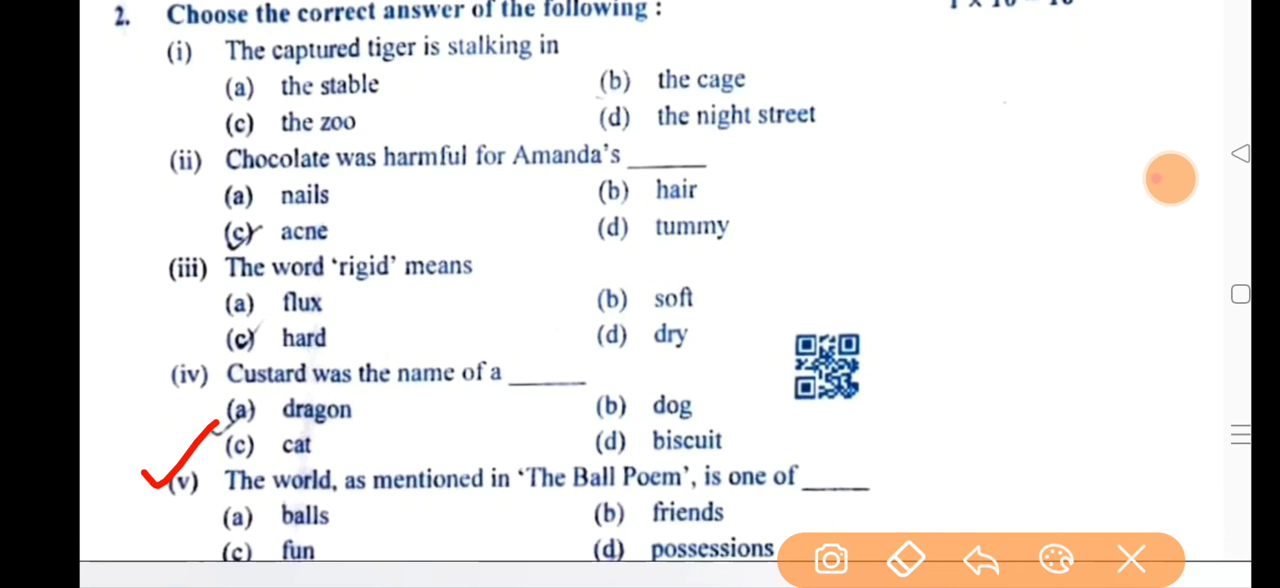 2. Choose the correct answer of the following :
(i) The captured tiger is stalking in
(a) the stable (b) the cage
(c) the zoo (d) the night street
(ii) Chocolate was harmful for Amanda's ______
(a) nails (b) hair
(c) acne (d) tummy
(iii) The word 'rigid' means
(a) flux (b) soft
(c) hard (d) dry
(iv) Custard was the name of a ______
(a) dragon (b) dog
(c) cat (d) biscuit
(v) The world, as mentioned in 'The Ball Poem', is one of ______
(a) balls (b) friends
(c) fun (d) possessions